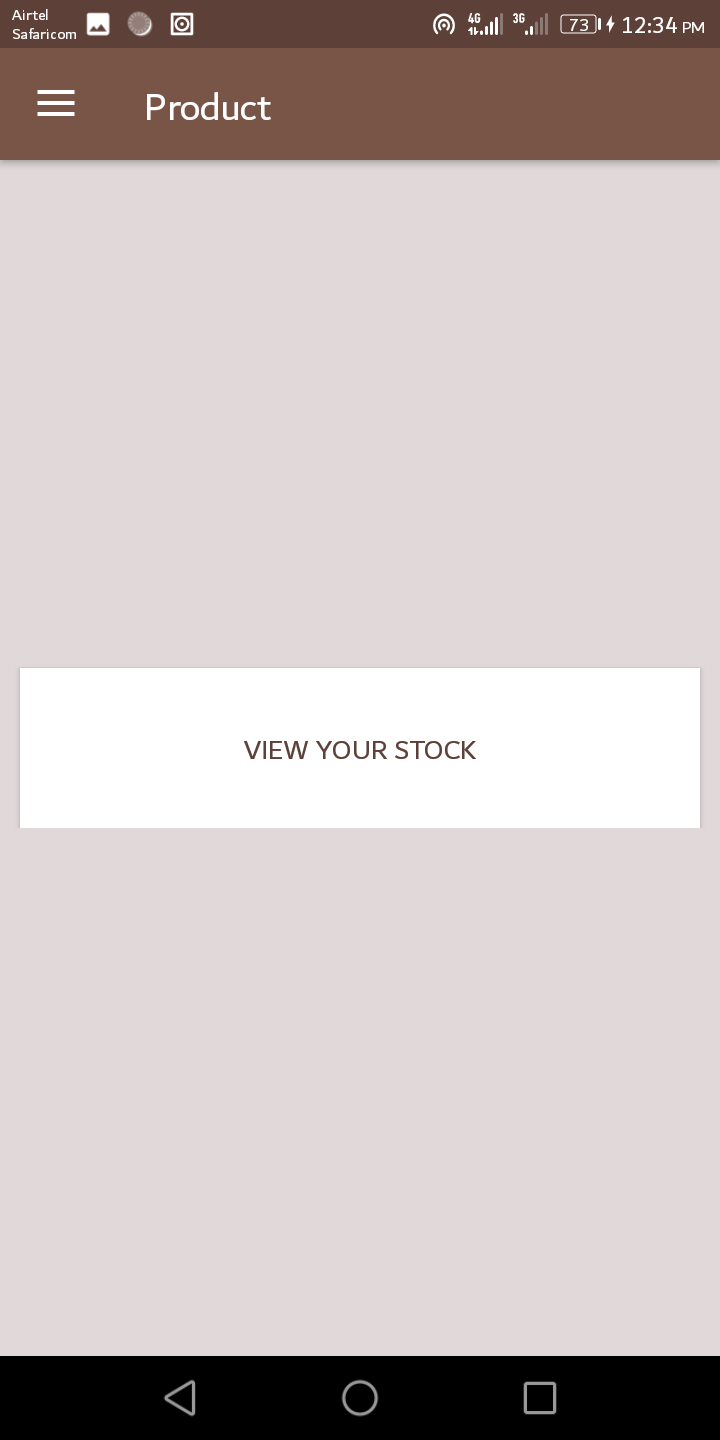 Airtel
Safaricom
4G
3G
73
12:34 PM
Product
VIEW YOUR STOCK